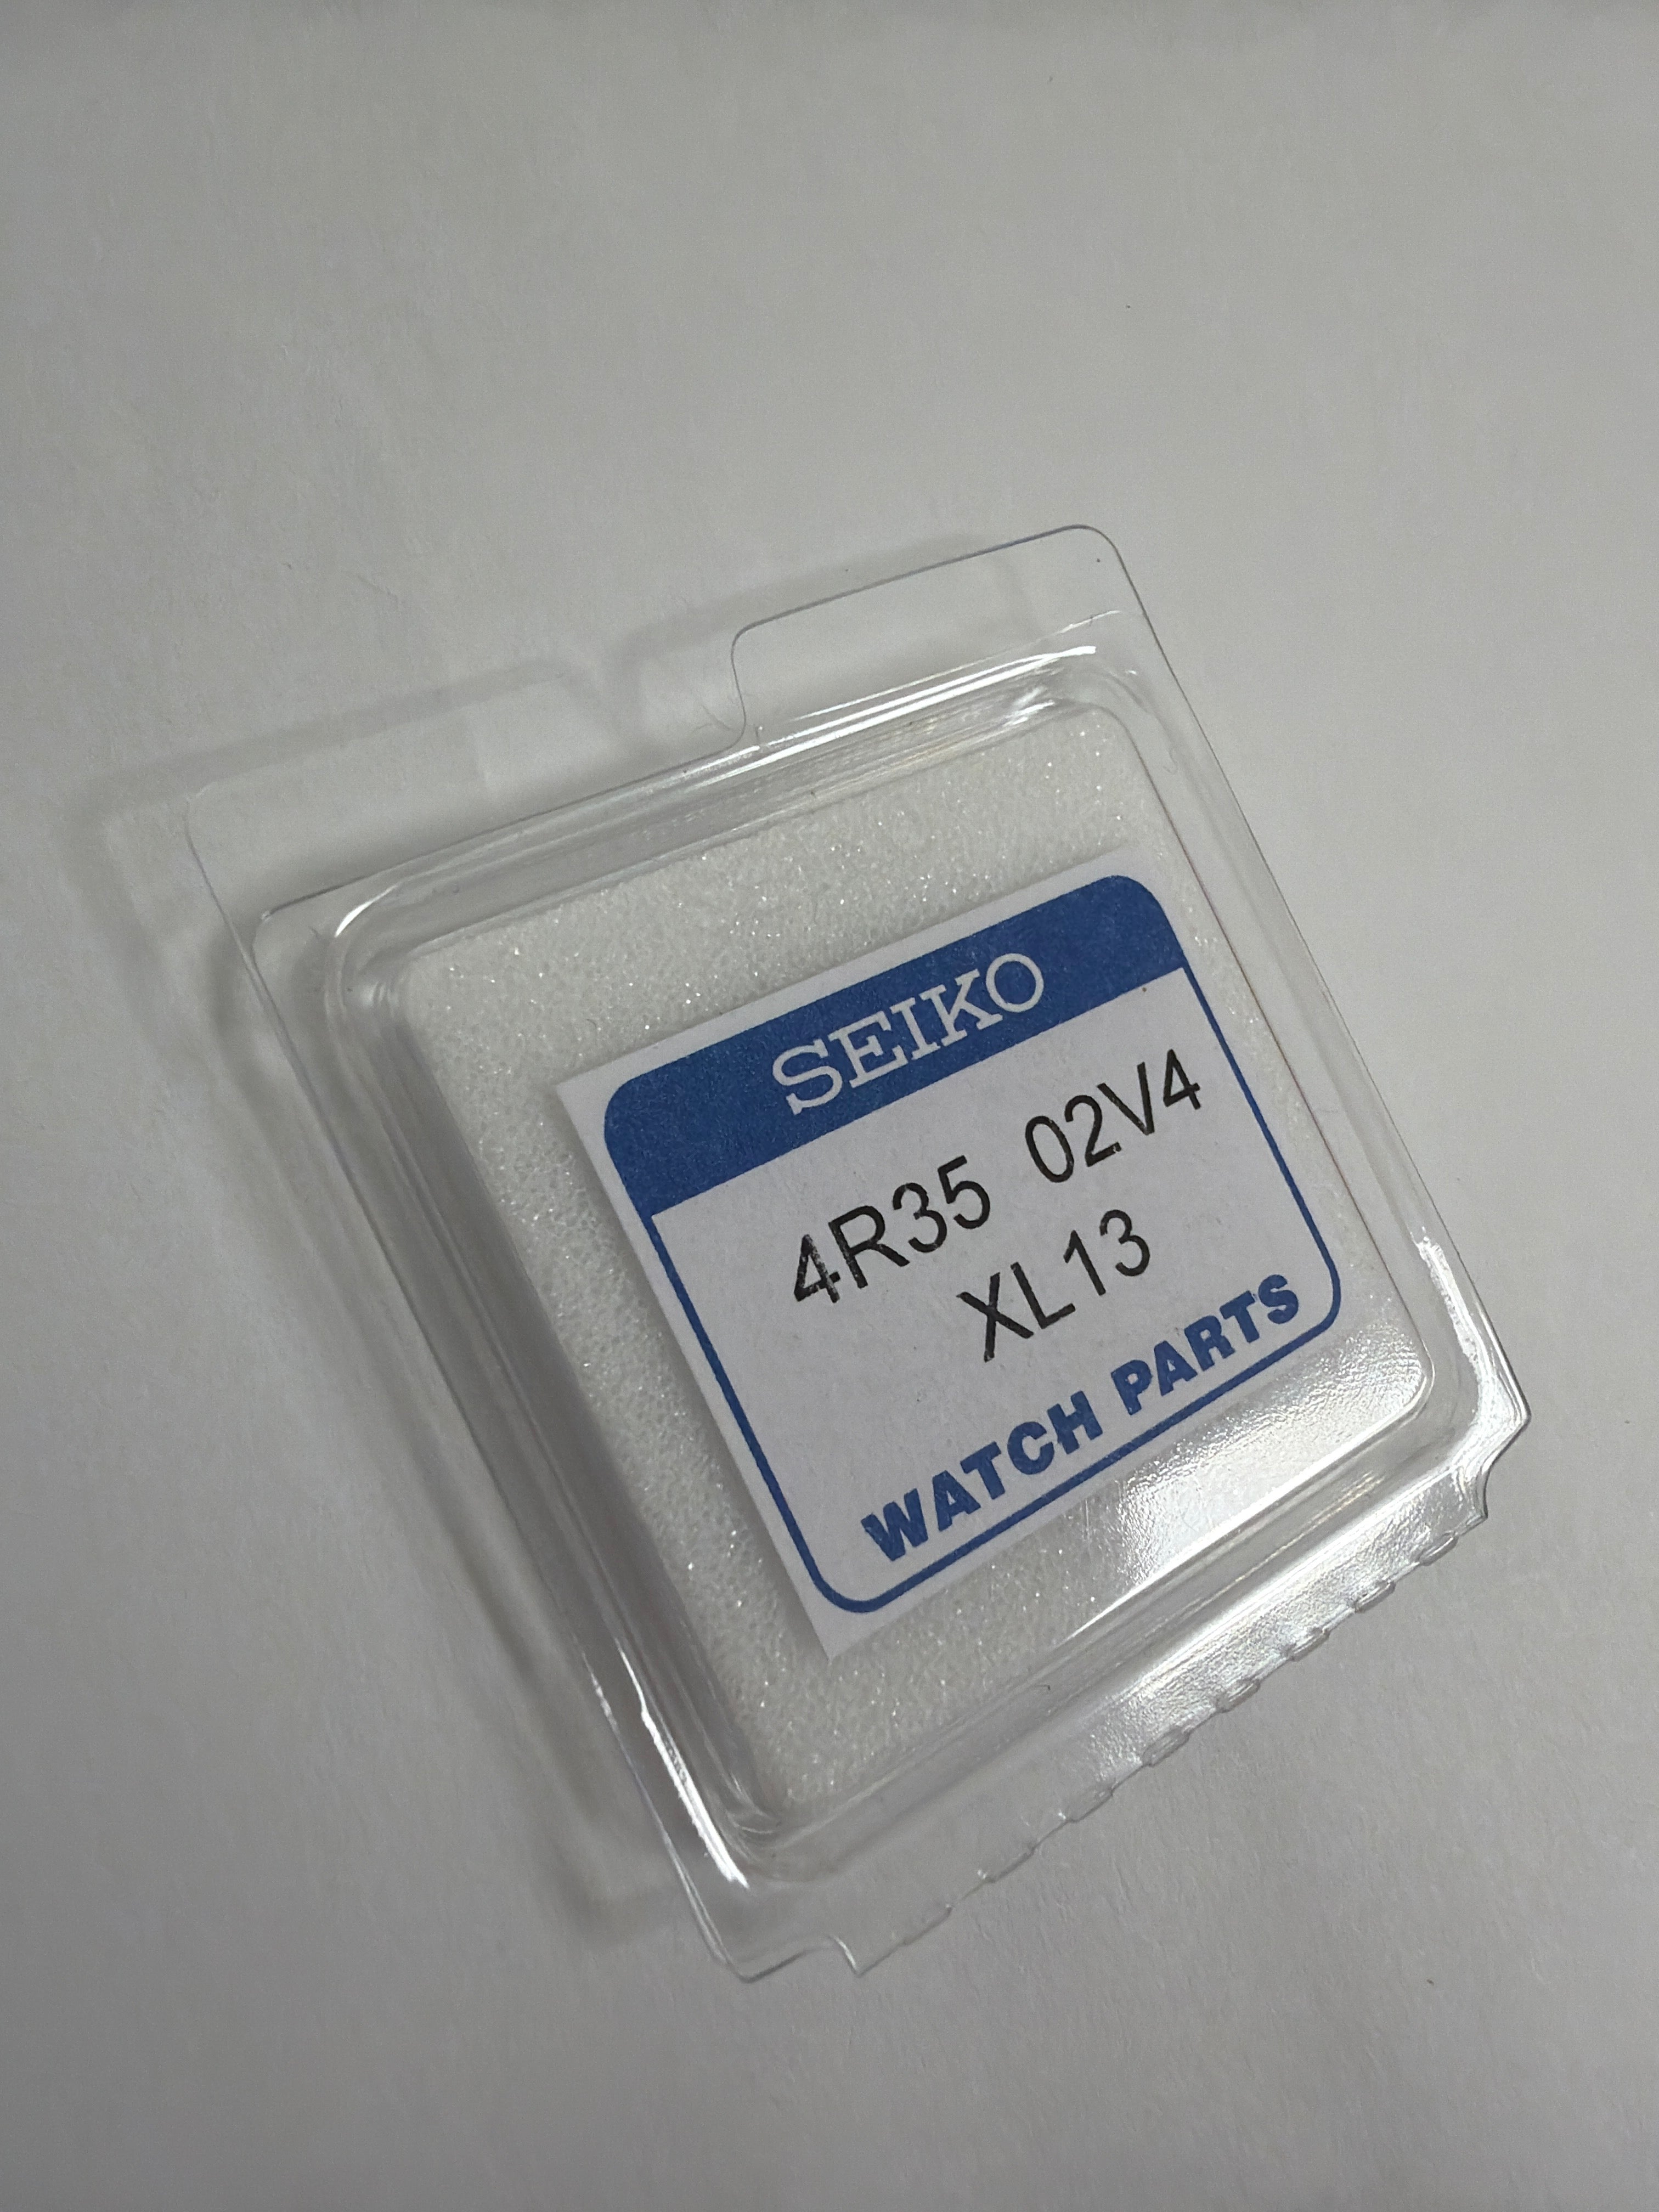 SEIKO
4R35 02V4
XL13
WATCH PARTS